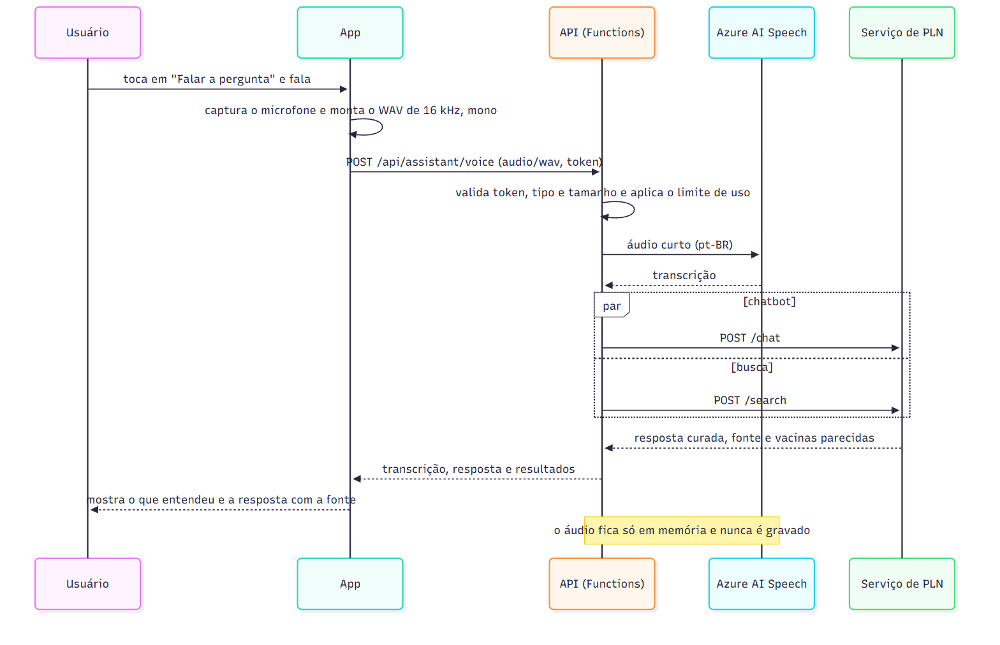 Usuário
App
API (Functions)
Azure AI Speech
Serviço de PLN
toca em "Falar a pergunta" e fala
captura o microfone e monta o WAV de 16 kHz, mono
POST /api/assistant/voice (audio/wav, token)
valida token, tipo e tamanho e aplica o limite de uso
áudio curto (pt-BR)
transcrição
par
[chatbot]
POST /chat
[busca]
POST /search
resposta curada, fonte e vacinas parecidas
transcrição, resposta e resultados
mostra o que entendeu e a resposta com a fonte
o áudio fica só em memória e nunca é gravado
Usuário
App
API (Functions)
Azure AI Speech
Serviço de PLN